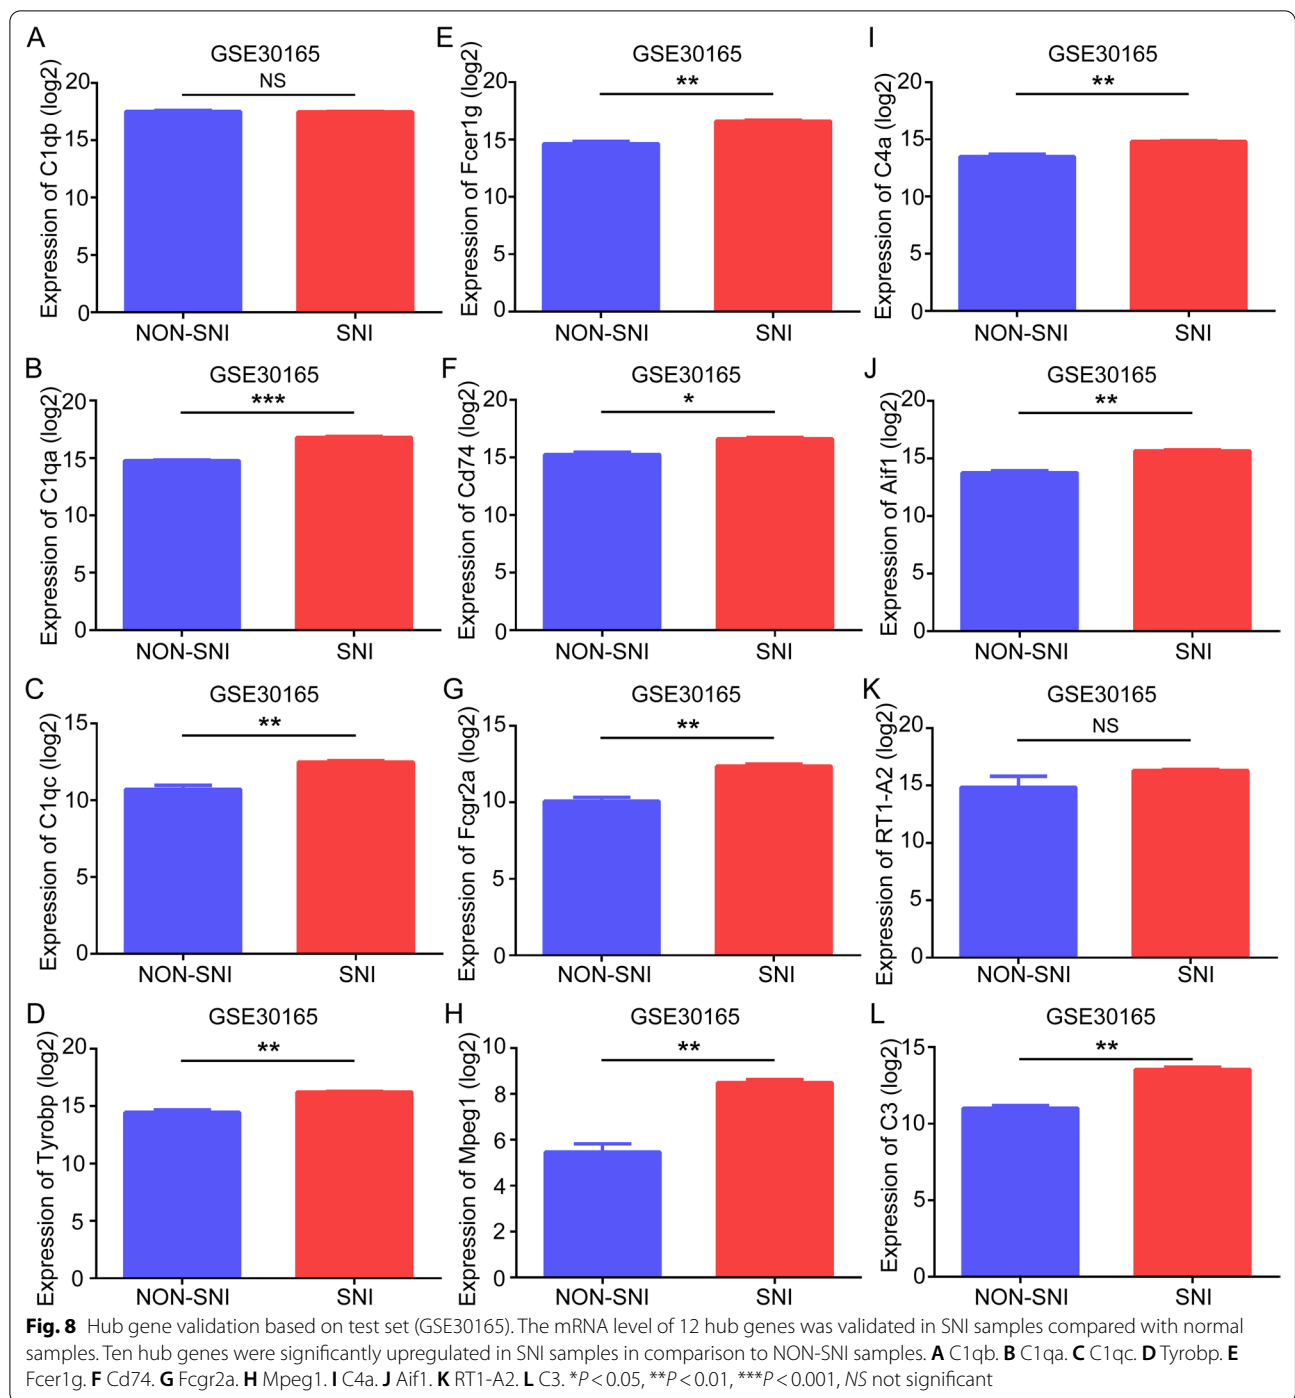 A
GSE30165
NS
Expression of C1qb (log2)
20
15
10
5
0
NON-SNI SNI
E
GSE30165
**
Expression of Fcer1g (log2)
20
15
10
5
0
NON-SNI SNI
I
GSE30165
**
Expression of C4a (log2)
20
15
10
5
0
NON-SNI SNI
B
GSE30165
***
Expression of C1qa (log2)
20
15
10
5
0
NON-SNI SNI
F
GSE30165
*
Expression of Cd74 (log2)
20
15
10
5
0
NON-SNI SNI
J
GSE30165
**
Expression of Aif1 (log2)
20
15
10
5
0
NON-SNI SNI
C
GSE30165
**
Expression of C1qc (log2)
15
10
5
0
NON-SNI SNI
G
GSE30165
**
Expression of Fcgr2a (log2)
15
10
5
0
NON-SNI SNI
K
GSE30165
NS
Expression of RT1-A2 (log2)
20
15
10
5
0
NON-SNI SNI
D
GSE30165
**
Expression of Tyrobp (log2)
20
15
10
5
0
NON-SNI SNI
H
GSE30165
**
Expression of Mpeg1 (log2)
10
8
6
4
2
0
NON-SNI SNI
L
GSE30165
**
Expression of C3 (log2)
15
10
5
0
NON-SNI SNI
Fig. 8 Hub gene validation based on test set (GSE30165). The mRNA level of 12 hub genes was validated in SNI samples compared with normal
samples. Ten hub genes were significantly upregulated in SNI samples in comparison to NON-SNI samples. A C1qb. B C1qa. C C1qc. D Tyrobp. E
Fcer1g. F Cd74. G Fcgr2a. H Mpeg1. I C4a. J Aif1. K RT1-A2. L C3. *P < 0.05, **P < 0.01, ***P < 0.001, NS not significant